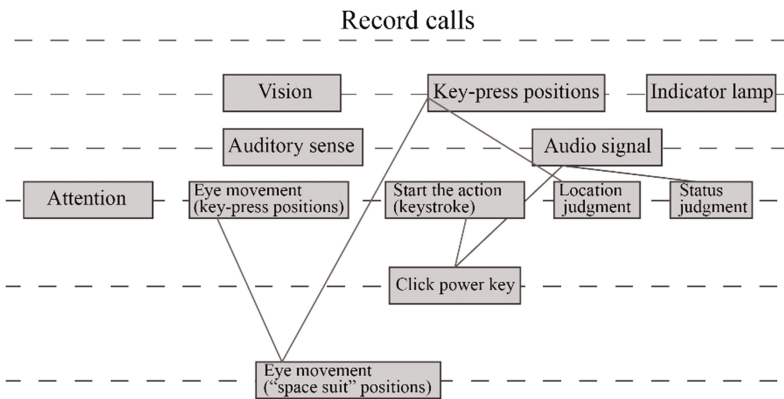 Record calls
Vision
Key-press positions
Indicator lamp
Auditory sense
Audio signal
Attention
Eye movement
(key-press positions)
Start the action
(keystroke)
Location
judgment
Status
judgment
Click power key
Eye movement
(“space suit” positions)